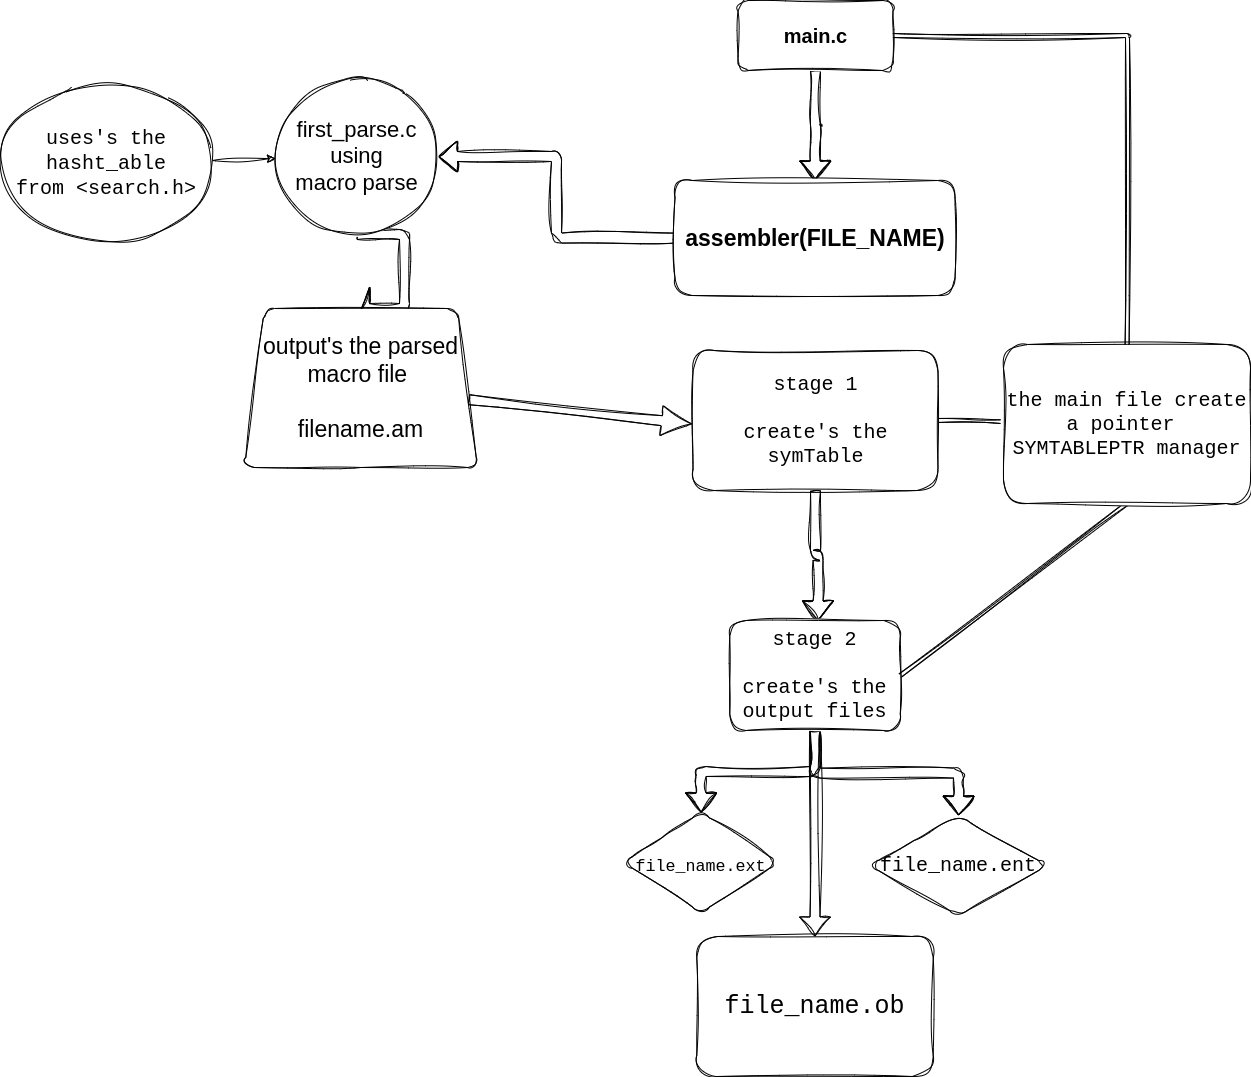 main.c
uses's the
hasht_able
from <search.h>
first_parse.c
using
macro parse
assembler(FILE_NAME)
output's the parsed
macro file
filename.am
stage 1
create's the
symTable
the main file create
a pointer
SYMTABLEPTR manager
stage 2
create's the
output files
file_name.ext
file_name.ent
file_name.ob